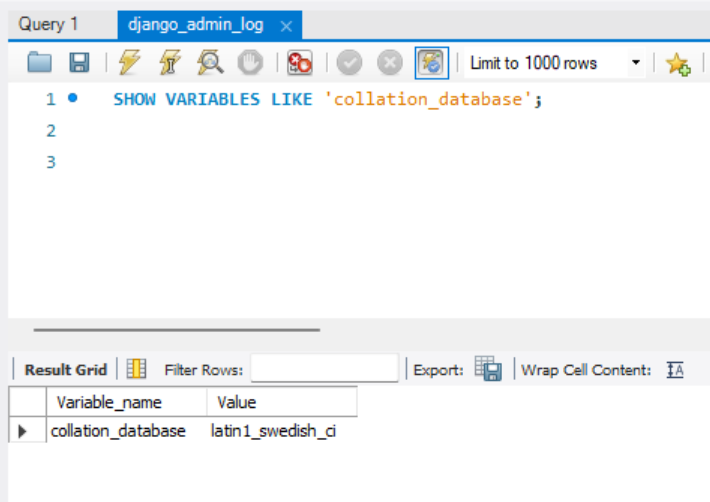 Query 1 django_admin_log ×
Limit to 1000 rows
1 SHOW VARIABLES LIKE 'collation_database';
2
3
Result Grid Filter Rows: Export: Wrap Cell Content: IA
Variable_name Value
collation_database latin1_swedish_ci